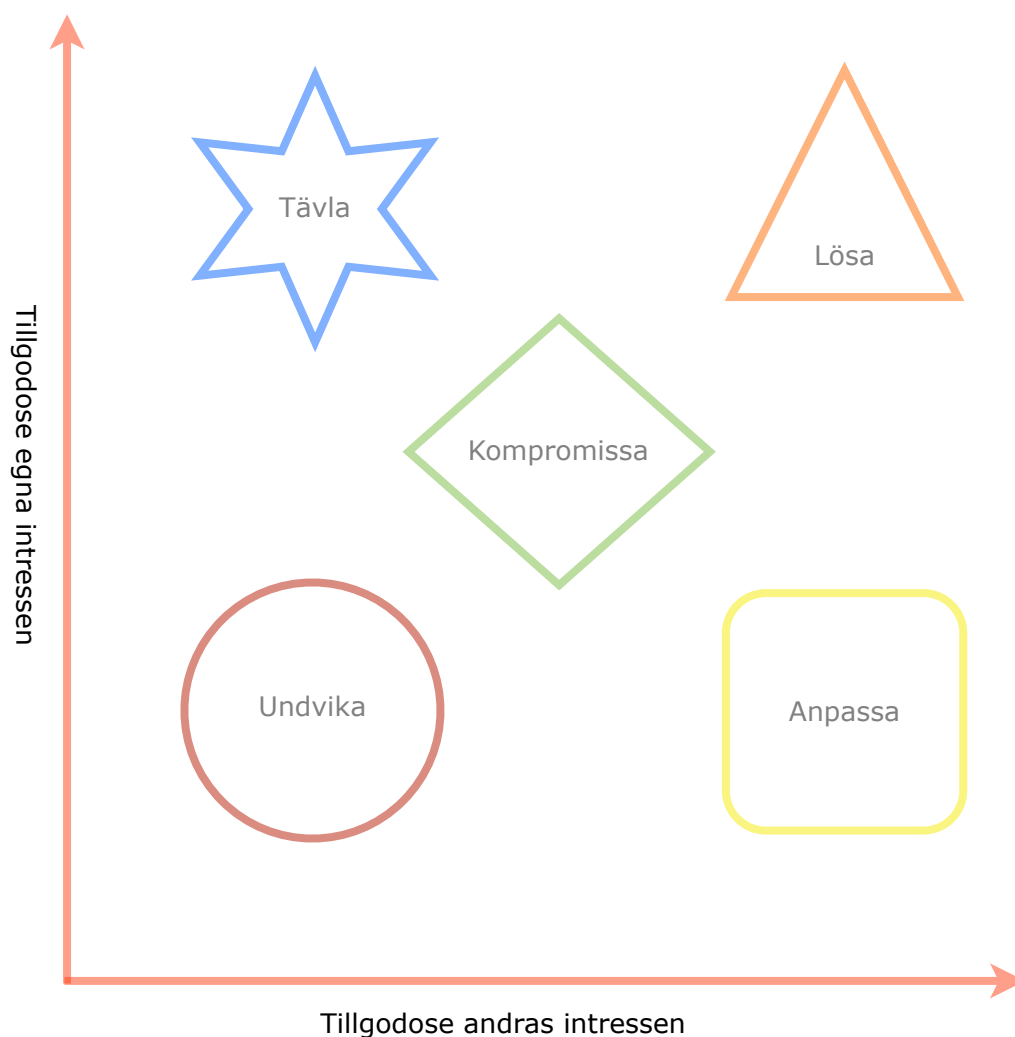 Tävla
Lösa
Kompromissa
Undvika
Anpassa
Tillgodose egna intressen
Tillgodose andras intressen